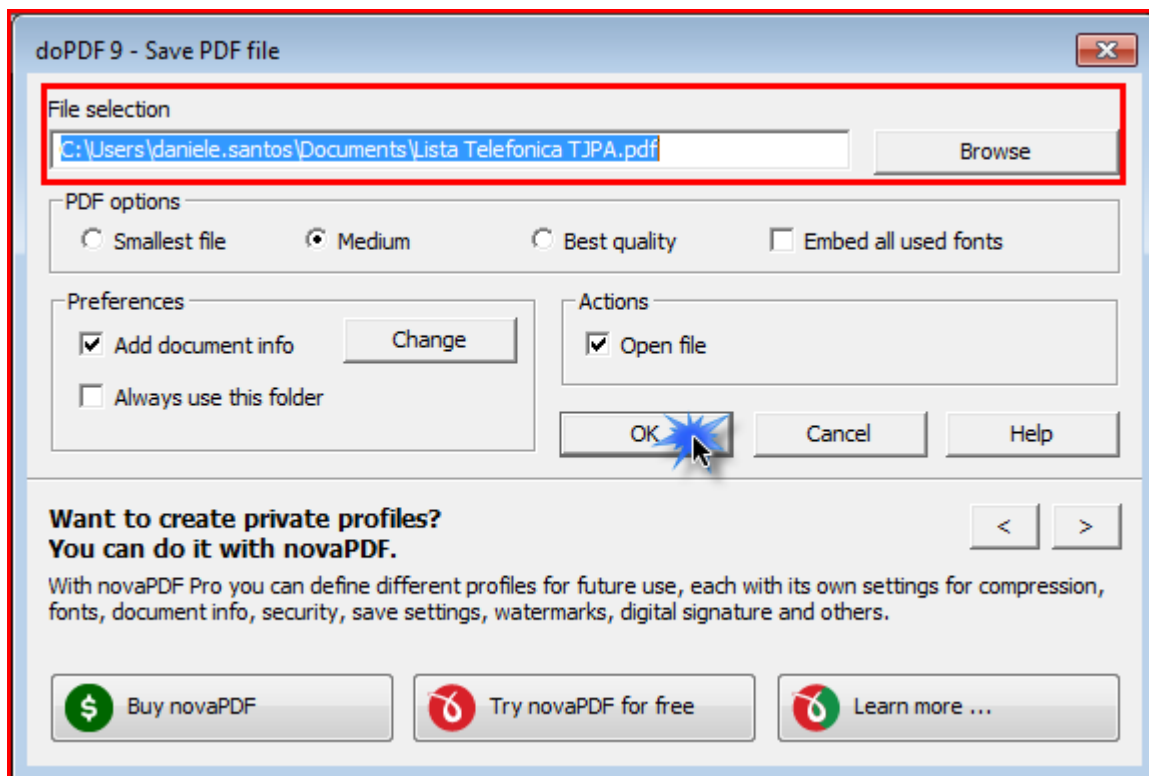 doPDF 9 - Save PDF file
File selection
C:\Users\daniele.santos\Documents\Lista Telefonica TJPA.pdf
Browse
PDF options
Smallest file
Medium
Best quality
Embed all used fonts
Preferences
Add document info
Change
Always use this folder
Actions
Open file
OK
Cancel
Help
Want to create private profiles?
You can do it with novaPDF.
<
>
With novaPDF Pro you can define different profiles for future use, each with its own settings for compression,
fonts, document info, security, save settings, watermarks, digital signature and others.
$
Buy novaPDF
Try novaPDF for free
Learn more ...